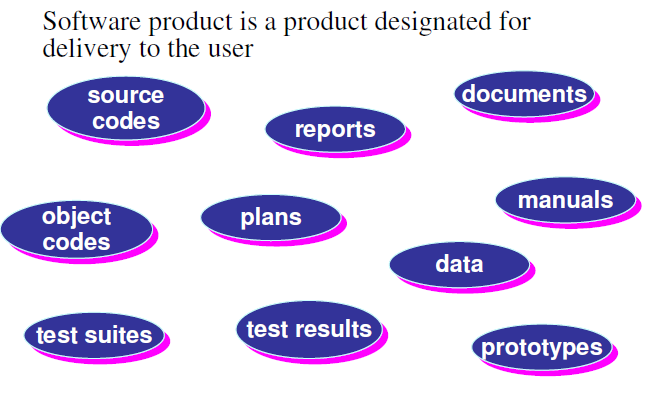 Software product is a product designated for
delivery to the user
source
codes
reports
documents
object
codes
plans
manuals
data
test suites
test results
prototypes